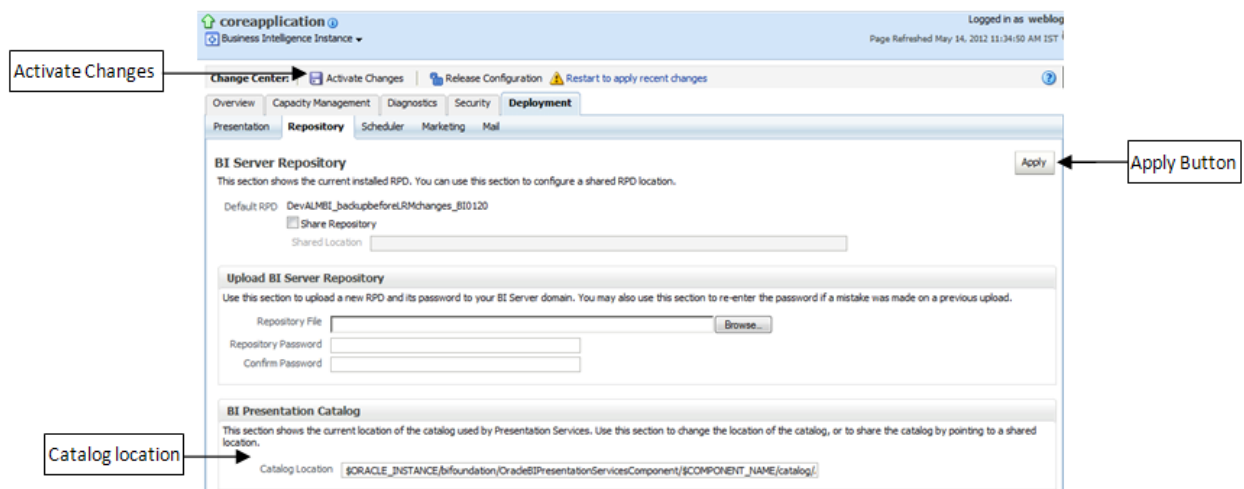 coreapplication
Logged in as weblog
Business Intelligence Instance
Page Refreshed May 14, 2012 11:34:50 AM IST
Activate Changes
Change Center: Activate Changes Release Configuration Restart to apply recent changes
Overview Capacity Management Diagnostics Security Deployment
Presentation Repository Scheduler Marketing Mail
BI Server Repository
Apply
Apply Button
This section shows the current installed RPD. You can use this section to configure a shared RPD location.
Default RPD DevALMBI_backupbeforeLRMchanges_BI0120
Share Repository
Shared Location
Upload BI Server Repository
Use this section to upload a new RPD and its password to your BI Server domain. You may also use this section to re-enter the password if a mistake was made on a previous upload.
Repository File Browse...
Repository Password
Confirm Password
BI Presentation Catalog
This section shows the current location of the catalog used by Presentation Services. Use this section to change the location of the catalog, or to share the catalog by pointing to a shared
location.
Catalog location
Catalog Location $ORACLE_INSTANCE/bifoundation/OracleBIPresentationServicesComponent/$COMPONENT_NAME/catalog/